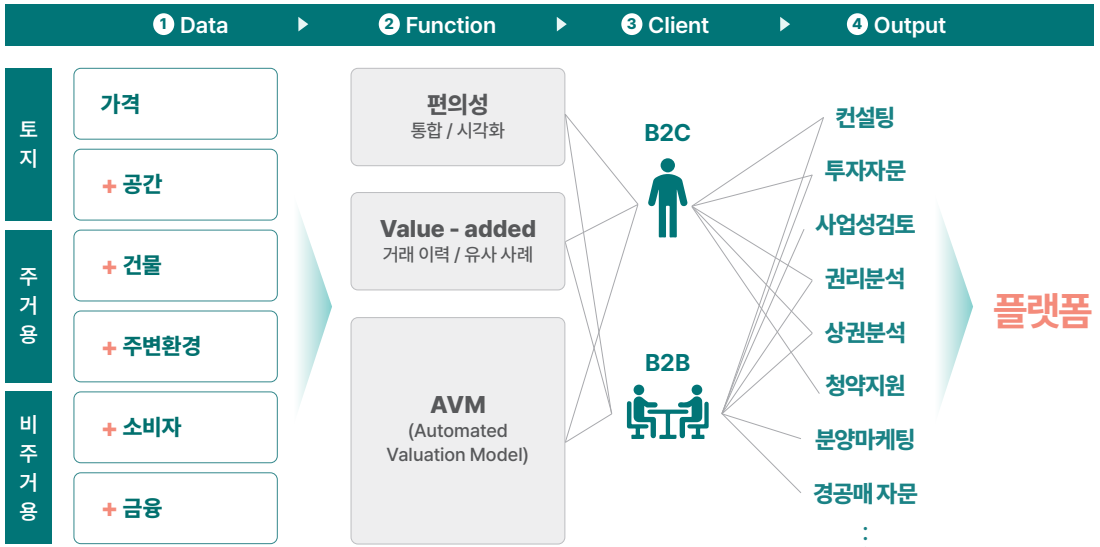 1 Data ▶ 2 Function ▶ 3 Client ▶ 4 Output
토지
주거용
비주거용
가격
+ 공간
+ 건물
+ 주변환경
+ 소비자
+ 금융
편의성
통합 / 시각화
Value - added
거래 이력 / 유사 사례
AVM
(Automated
Valuation Model)
B2C
B2B
컨설팅
투자자문
사업성검토
권리분석
상권분석
청약지원
분양마케팅
경공매 자문
:
플랫폼